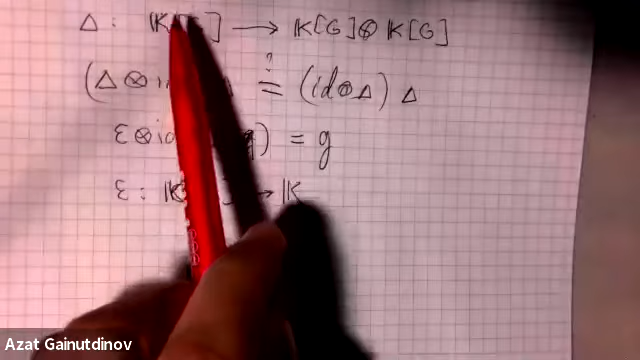 Δ : 𝕂 ] → 𝕂[G] ⊗ 𝕂[G]
(Δ ⊗ i ?= (id ⊗ Δ) Δ
ε ⊗ id ) = g
ε : 𝕂 → 𝕂
Azat Gainutdinov